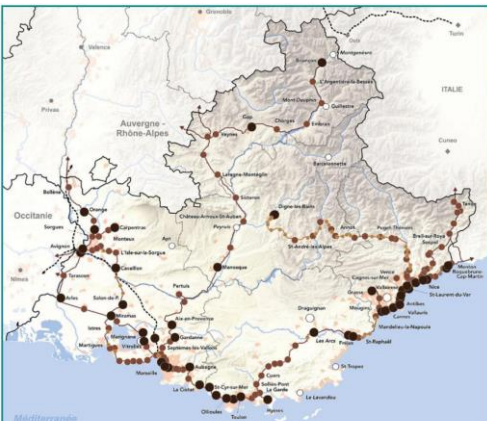 Grenoble
Valence
Turin
Montgenèvre
Briançon
L'Argentière-la-Bessée
ITALIE
Privas
Auvergne -
Rhône-Alpes
Mont Dauphin
Guillestre
Gap
Chorges
Embrun
Veynes
Cuneo
Barcelonnette
Laragne-Montéglin
Bollène
Sisteron
Occitanie
Orange
Digne-les-Bains
Sorgues
Carpentras
Château-Arnoux-St-Auban
Annot
Puget-Théniers
Tende
Monteux
Peyruis
St-André-les-Alpes
Breil-sur-Roya
Avignon
L'Isle-sur-la-Sorgue
Apt
Sospel
Nîmes
Cavaillon
Manosque
Vence
Menton
Tarascon
Cagnes-sur-Mer
Roquebrune
Cap-Martin
Pertuis
Grasse
Valbonne
Nice
Arles
Salon-de-P.
Draguignan
Mougins
St-Laurent-du-Var
Miramas
Aix-en-Provence
Antibes
Vallauris
Istres
Marignane
Gardanne
Les Arcs
Cannes
Mandelieu-la-Napoule
Martigues
Vitrolles
Septèmes-les-Vallons
Fréjus
St-Raphaël
Marseille
Aubagne
Cuers
St-Tropez
Solliès-Pont
La Ciotat
St-Cyr-sur-Mer
La Garde
Le Lavandou
Ollioules
Hyères
Toulon
Méditerranée